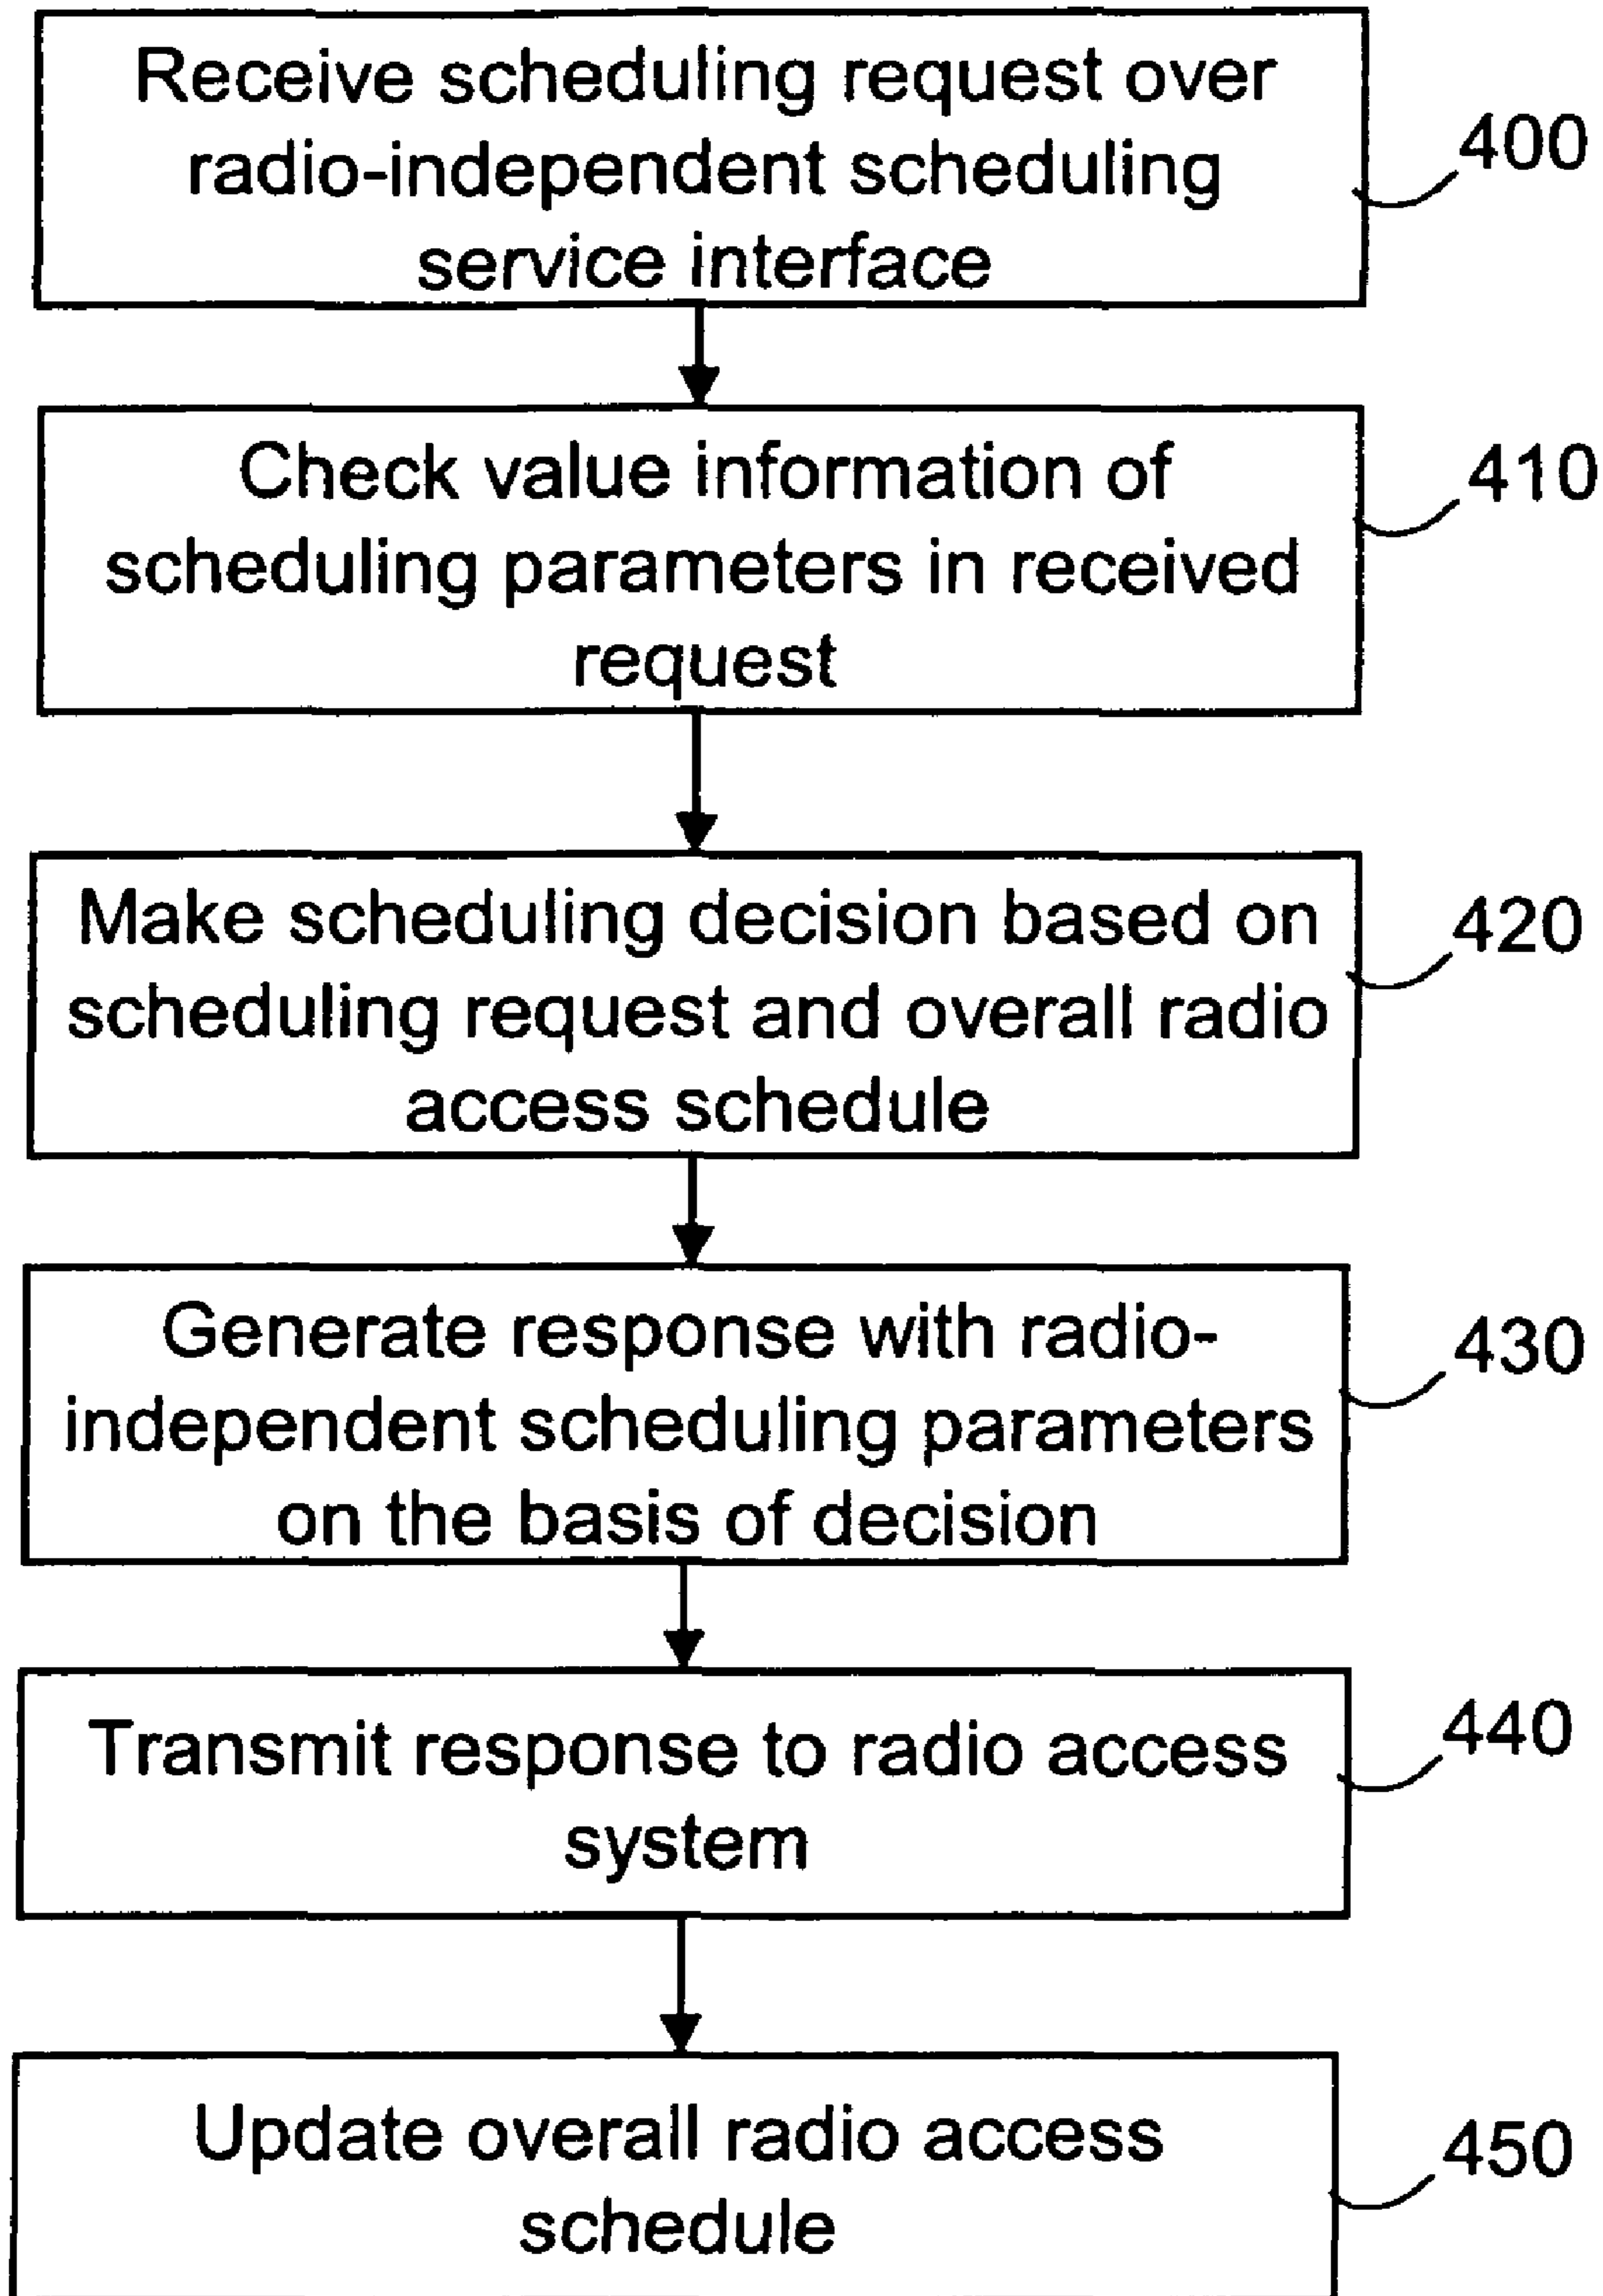 Receive scheduling request over
radio-independent scheduling
service interface
400
Check value information of
scheduling parameters in received
request
410
Make scheduling decision based on
scheduling request and overall radio
access schedule
420
Generate response with radio-
independent scheduling parameters
on the basis of decision
430
Transmit response to radio access
system
440
Update overall radio access
schedule
450